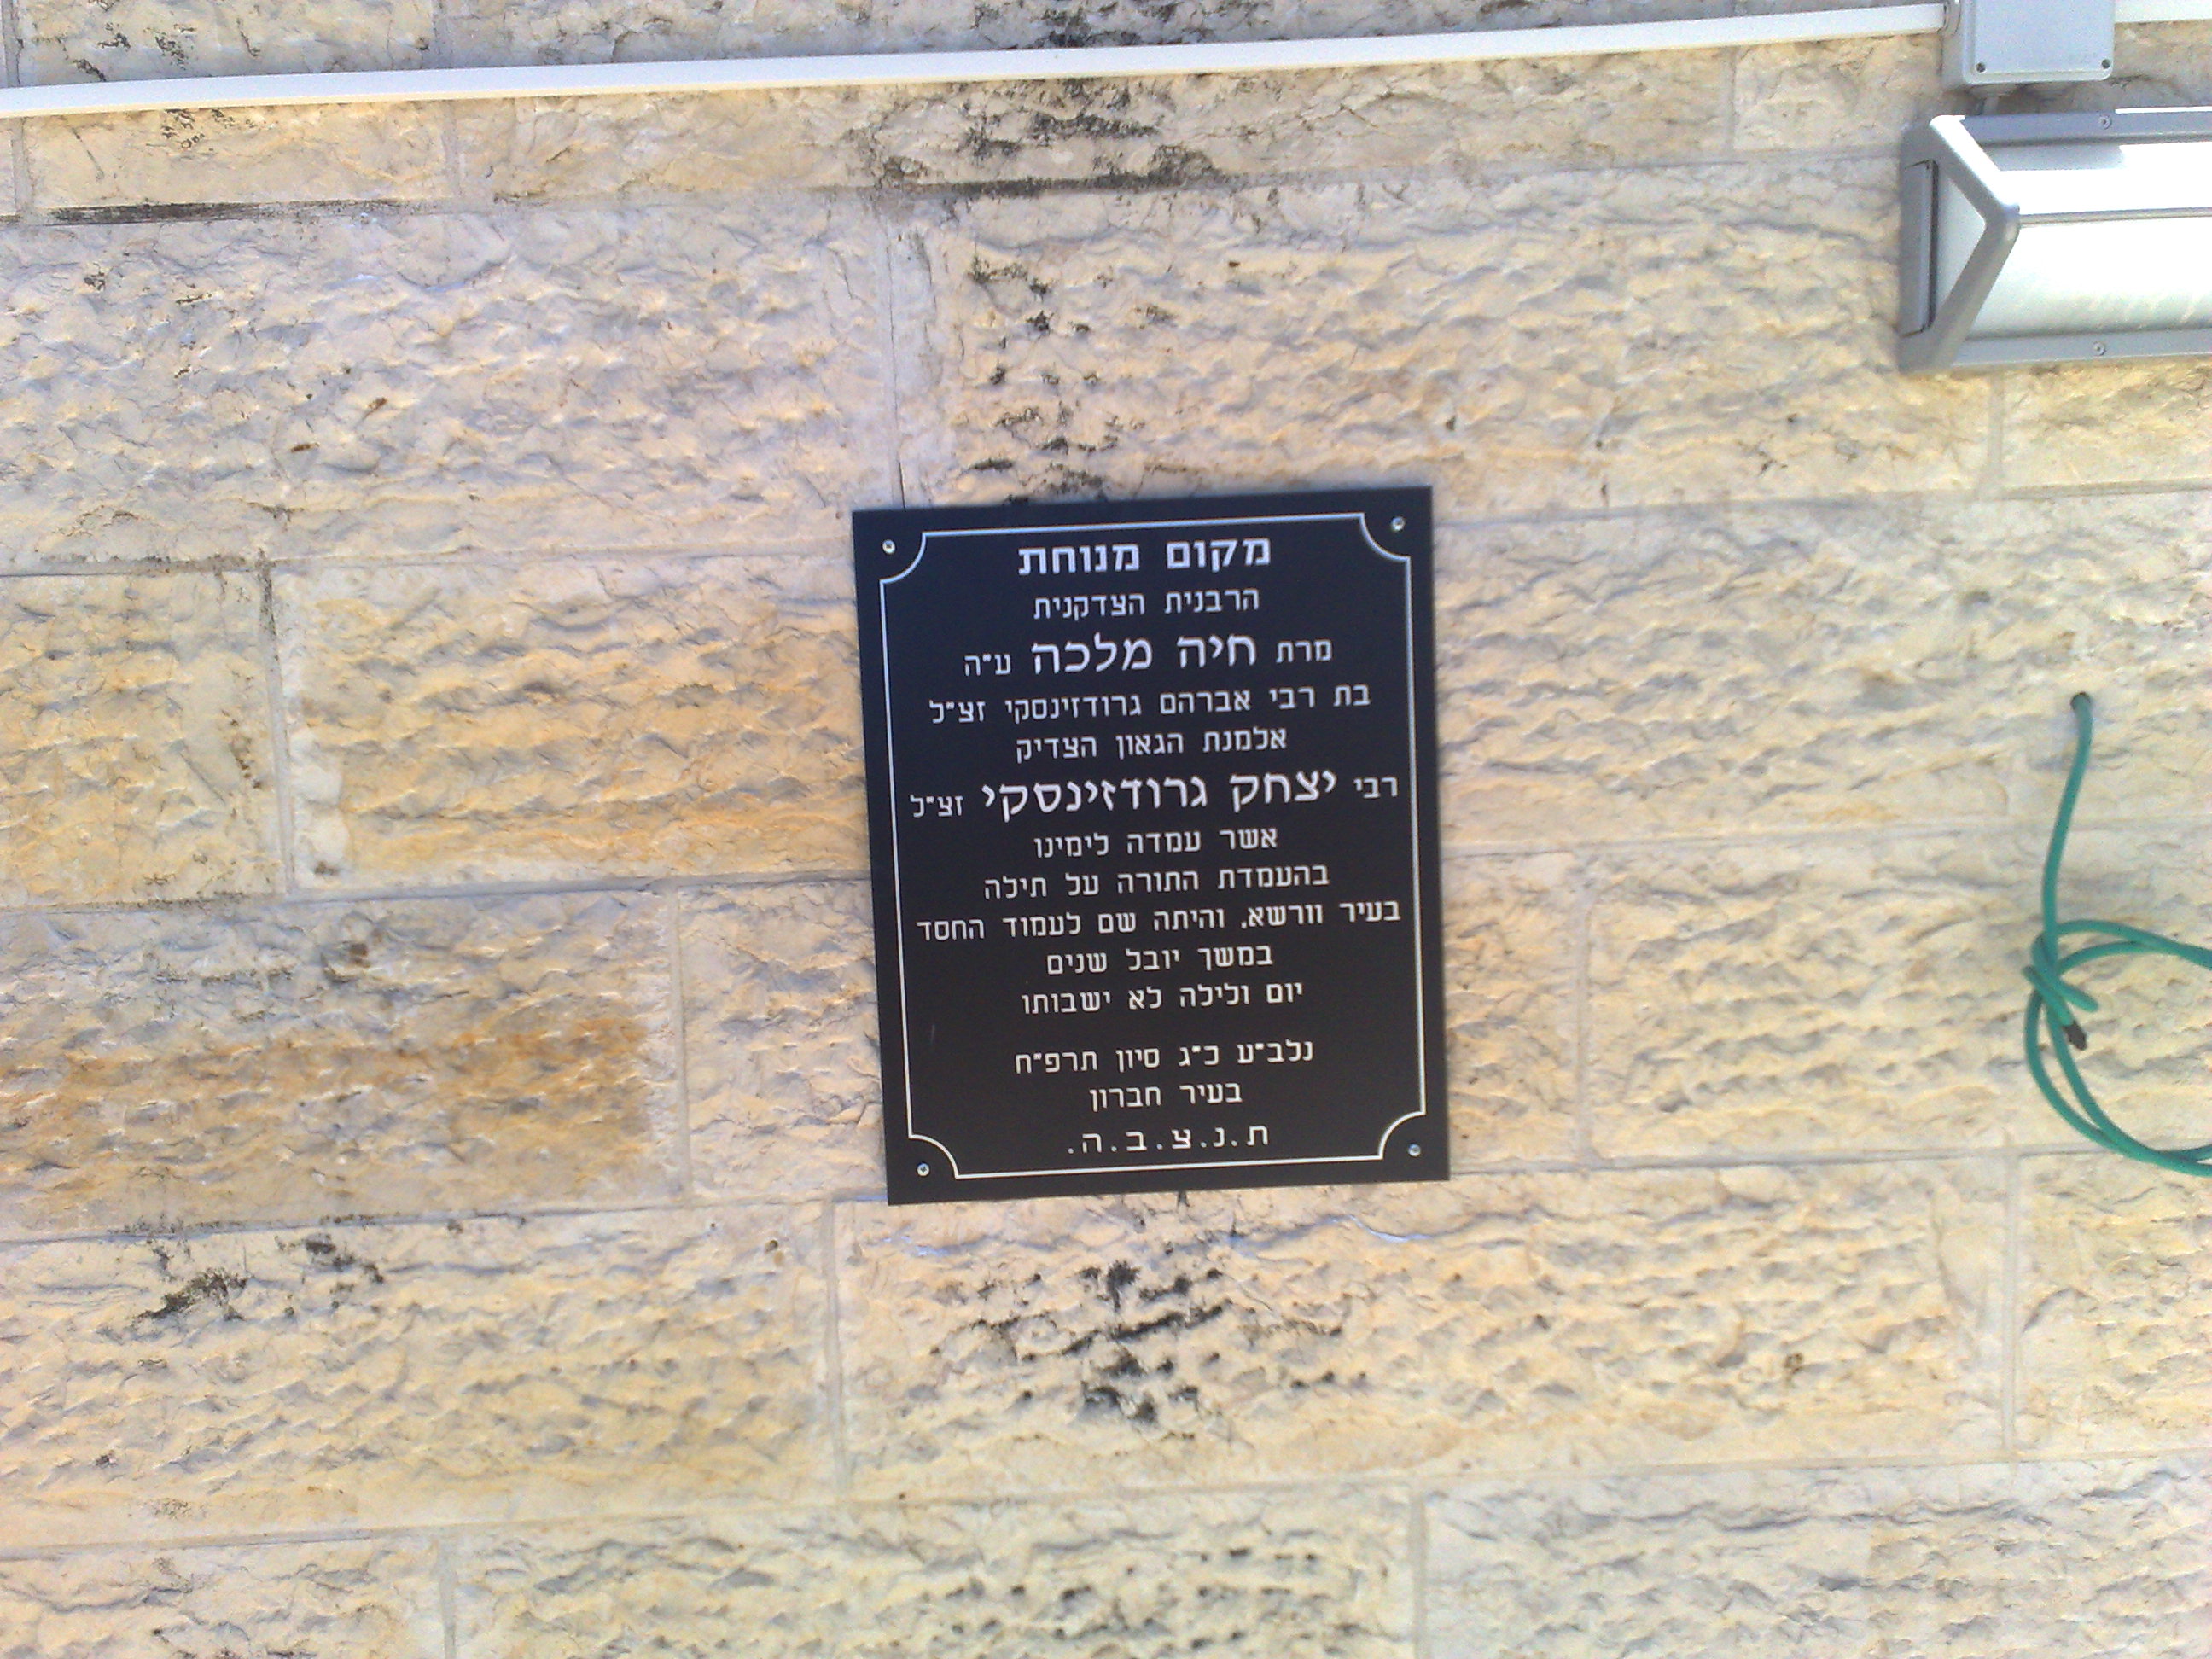 מקום מנוחת
הרבנית הצדקנית
מרת חיה מלכה ע"ה
בת רבי אברהם גרודזינסקי זצ"ל
אלמנת הגאון הצדיק
רבי יצחק גרודזינסקי זצ"ל
אשר עמדה לימינו
בהעמדת התורה על תילה
בעיר וורשא, והיתה שם לעמוד החסד
במשך יובל שנים
יום ולילה לא ישבותו
נלב"ע כ"ג סיון תרפ"ח
בעיר חברון
ת.נ.צ.ב.ה.